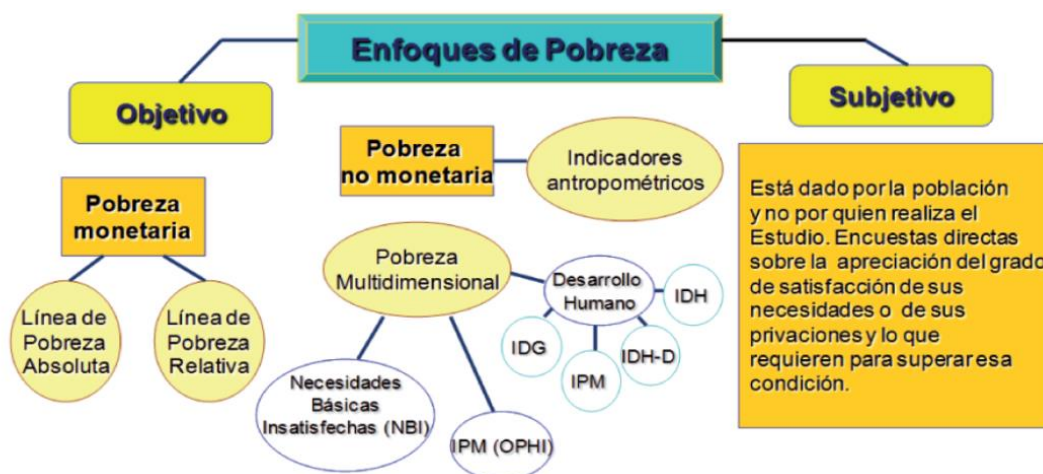 Enfoques de Pobreza
Objetivo
Subjetivo
Pobreza
no monetaria
Indicadores
antropométricos
Pobreza
monetaria
Línea de
Pobreza
Absoluta
Línea de
Pobreza
Relativa
Pobreza
Multidimensional
Desarrollo
Humano
IDH
IDG
IPM
IDH-D
Necesidades
Básicas
Insatisfechas (NBI)
IPM (OPHI)
Está dado por la población
y no por quien realiza el
Estudio. Encuestas directas
sobre la apreciación del grado
de satisfacción de sus
necesidades o de sus
privaciones y lo que
requieren para superar esa
condición.